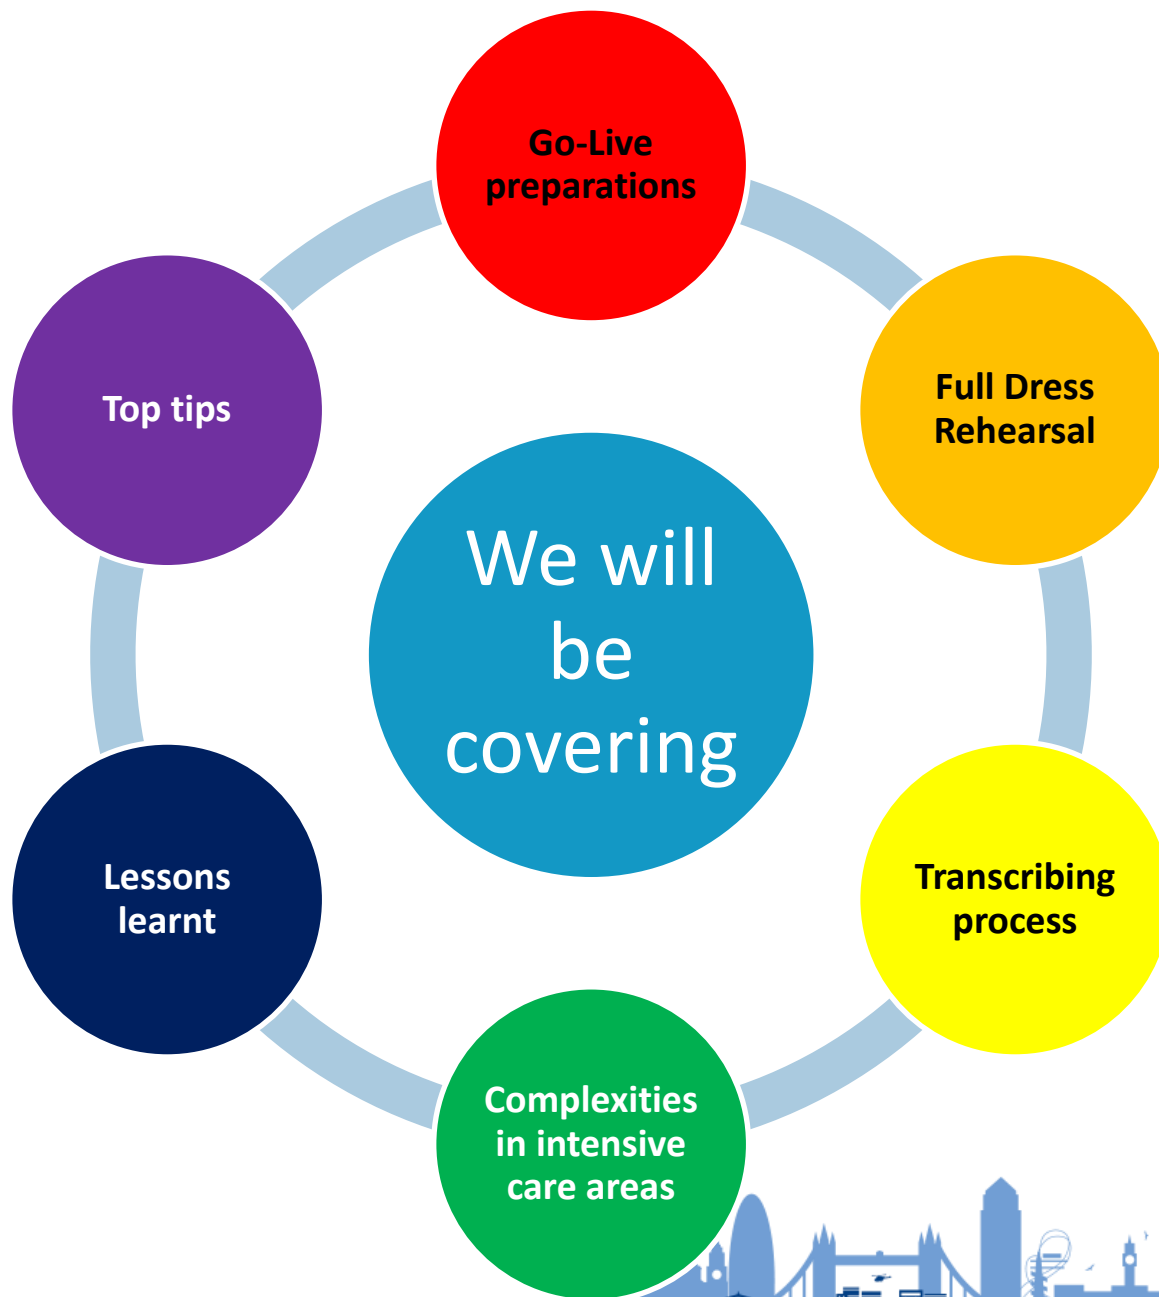 We will
be
covering
Go-Live
preparations
Full Dress
Rehearsal
Transcribing
process
Complexities
in intensive
care areas
Lessons
learnt
Top tips